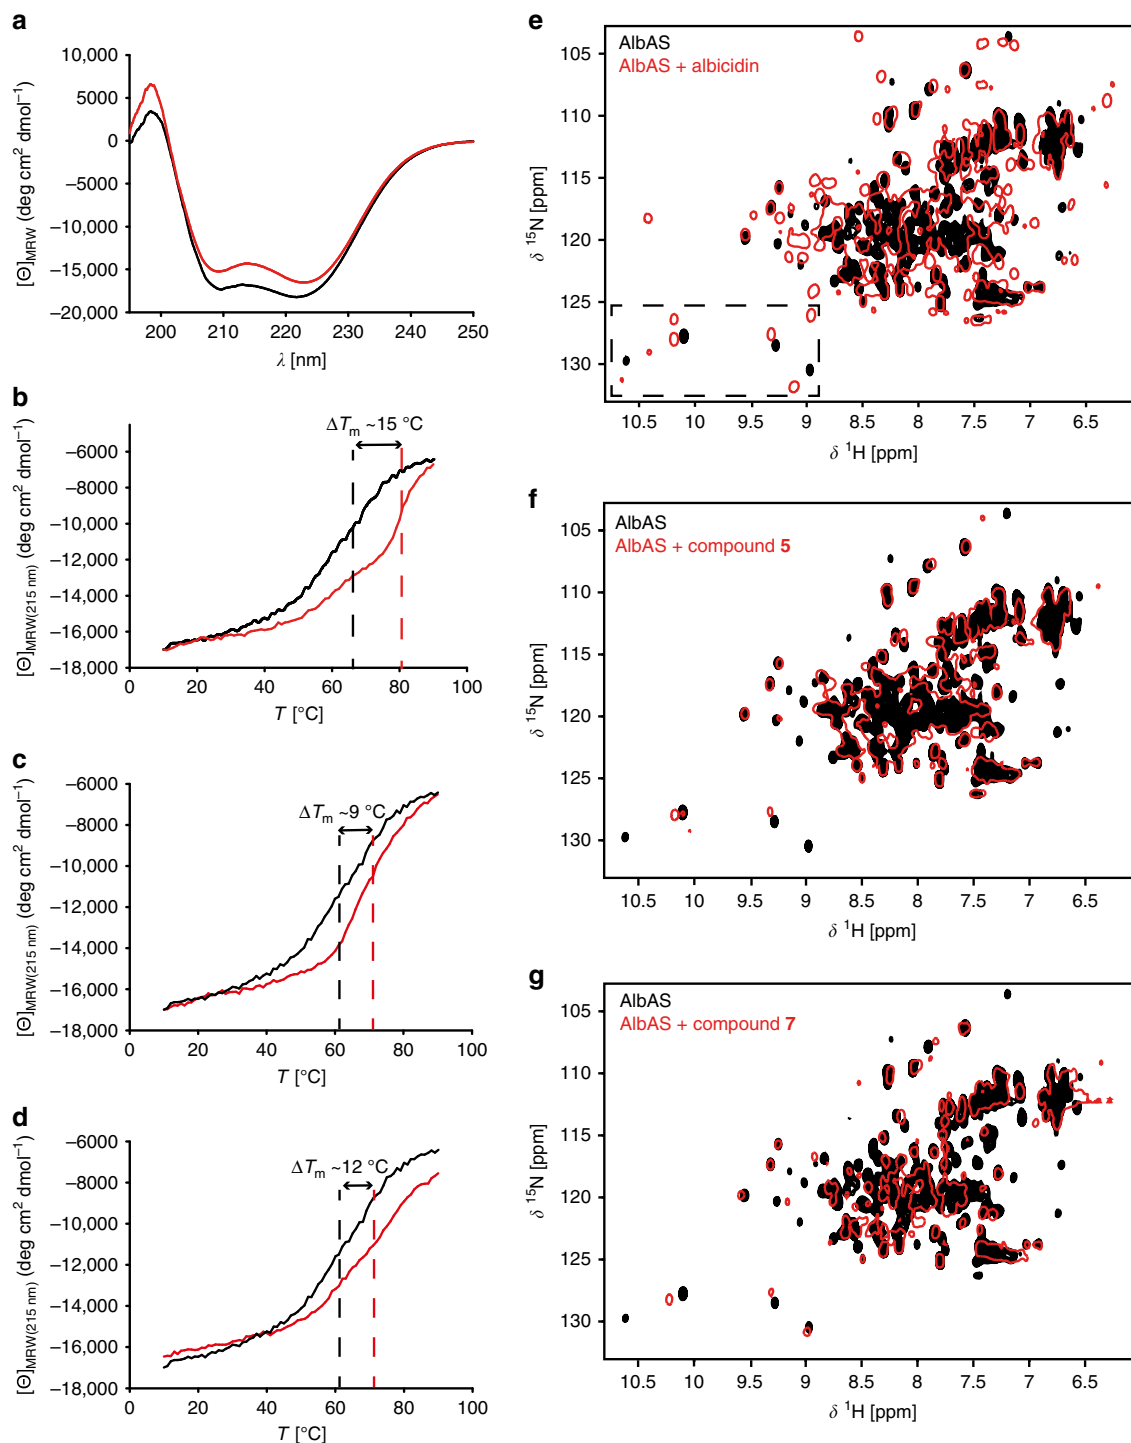 a
10,000
5000
0
–5000
–10,000
–15,000
–20,000
[Θ]MRW (deg cm² dmol⁻¹)
200 210 220 230 240 250
λ [nm]
b
ΔTm ~15 °C
–6000
–8000
–10,000
–12,000
–14,000
–16,000
–18,000
[Θ]MRW(215 nm) (deg cm² dmol⁻¹)
0 20 40 60 80 100
T [°C]
c
ΔTm ~9 °C
–6000
–8000
–10,000
–12,000
–14,000
–16,000
–18,000
[Θ]MRW(215 nm) (deg cm² dmol⁻¹)
0 20 40 60 80 100
T [°C]
d
ΔTm ~12 °C
–6000
–8000
–10,000
–12,000
–14,000
–16,000
–18,000
[Θ]MRW(215 nm) (deg cm² dmol⁻¹)
0 20 40 60 80 100
T [°C]
e
AlbAS
AlbAS + albicidin
105
110
115
120
125
130
δ ¹⁵N [ppm]
10.5 10 9.5 9 8.5 8 7.5 7 6.5
δ ¹H [ppm]
f
AlbAS
AlbAS + compound 5
105
110
115
120
125
130
δ ¹⁵N [ppm]
10.5 10 9.5 9 8.5 8 7.5 7 6.5
δ ¹H [ppm]
g
AlbAS
AlbAS + compound 7
105
110
115
120
125
130
δ ¹⁵N [ppm]
10.5 10 9.5 9 8.5 8 7.5 7 6.5
δ ¹H [ppm]